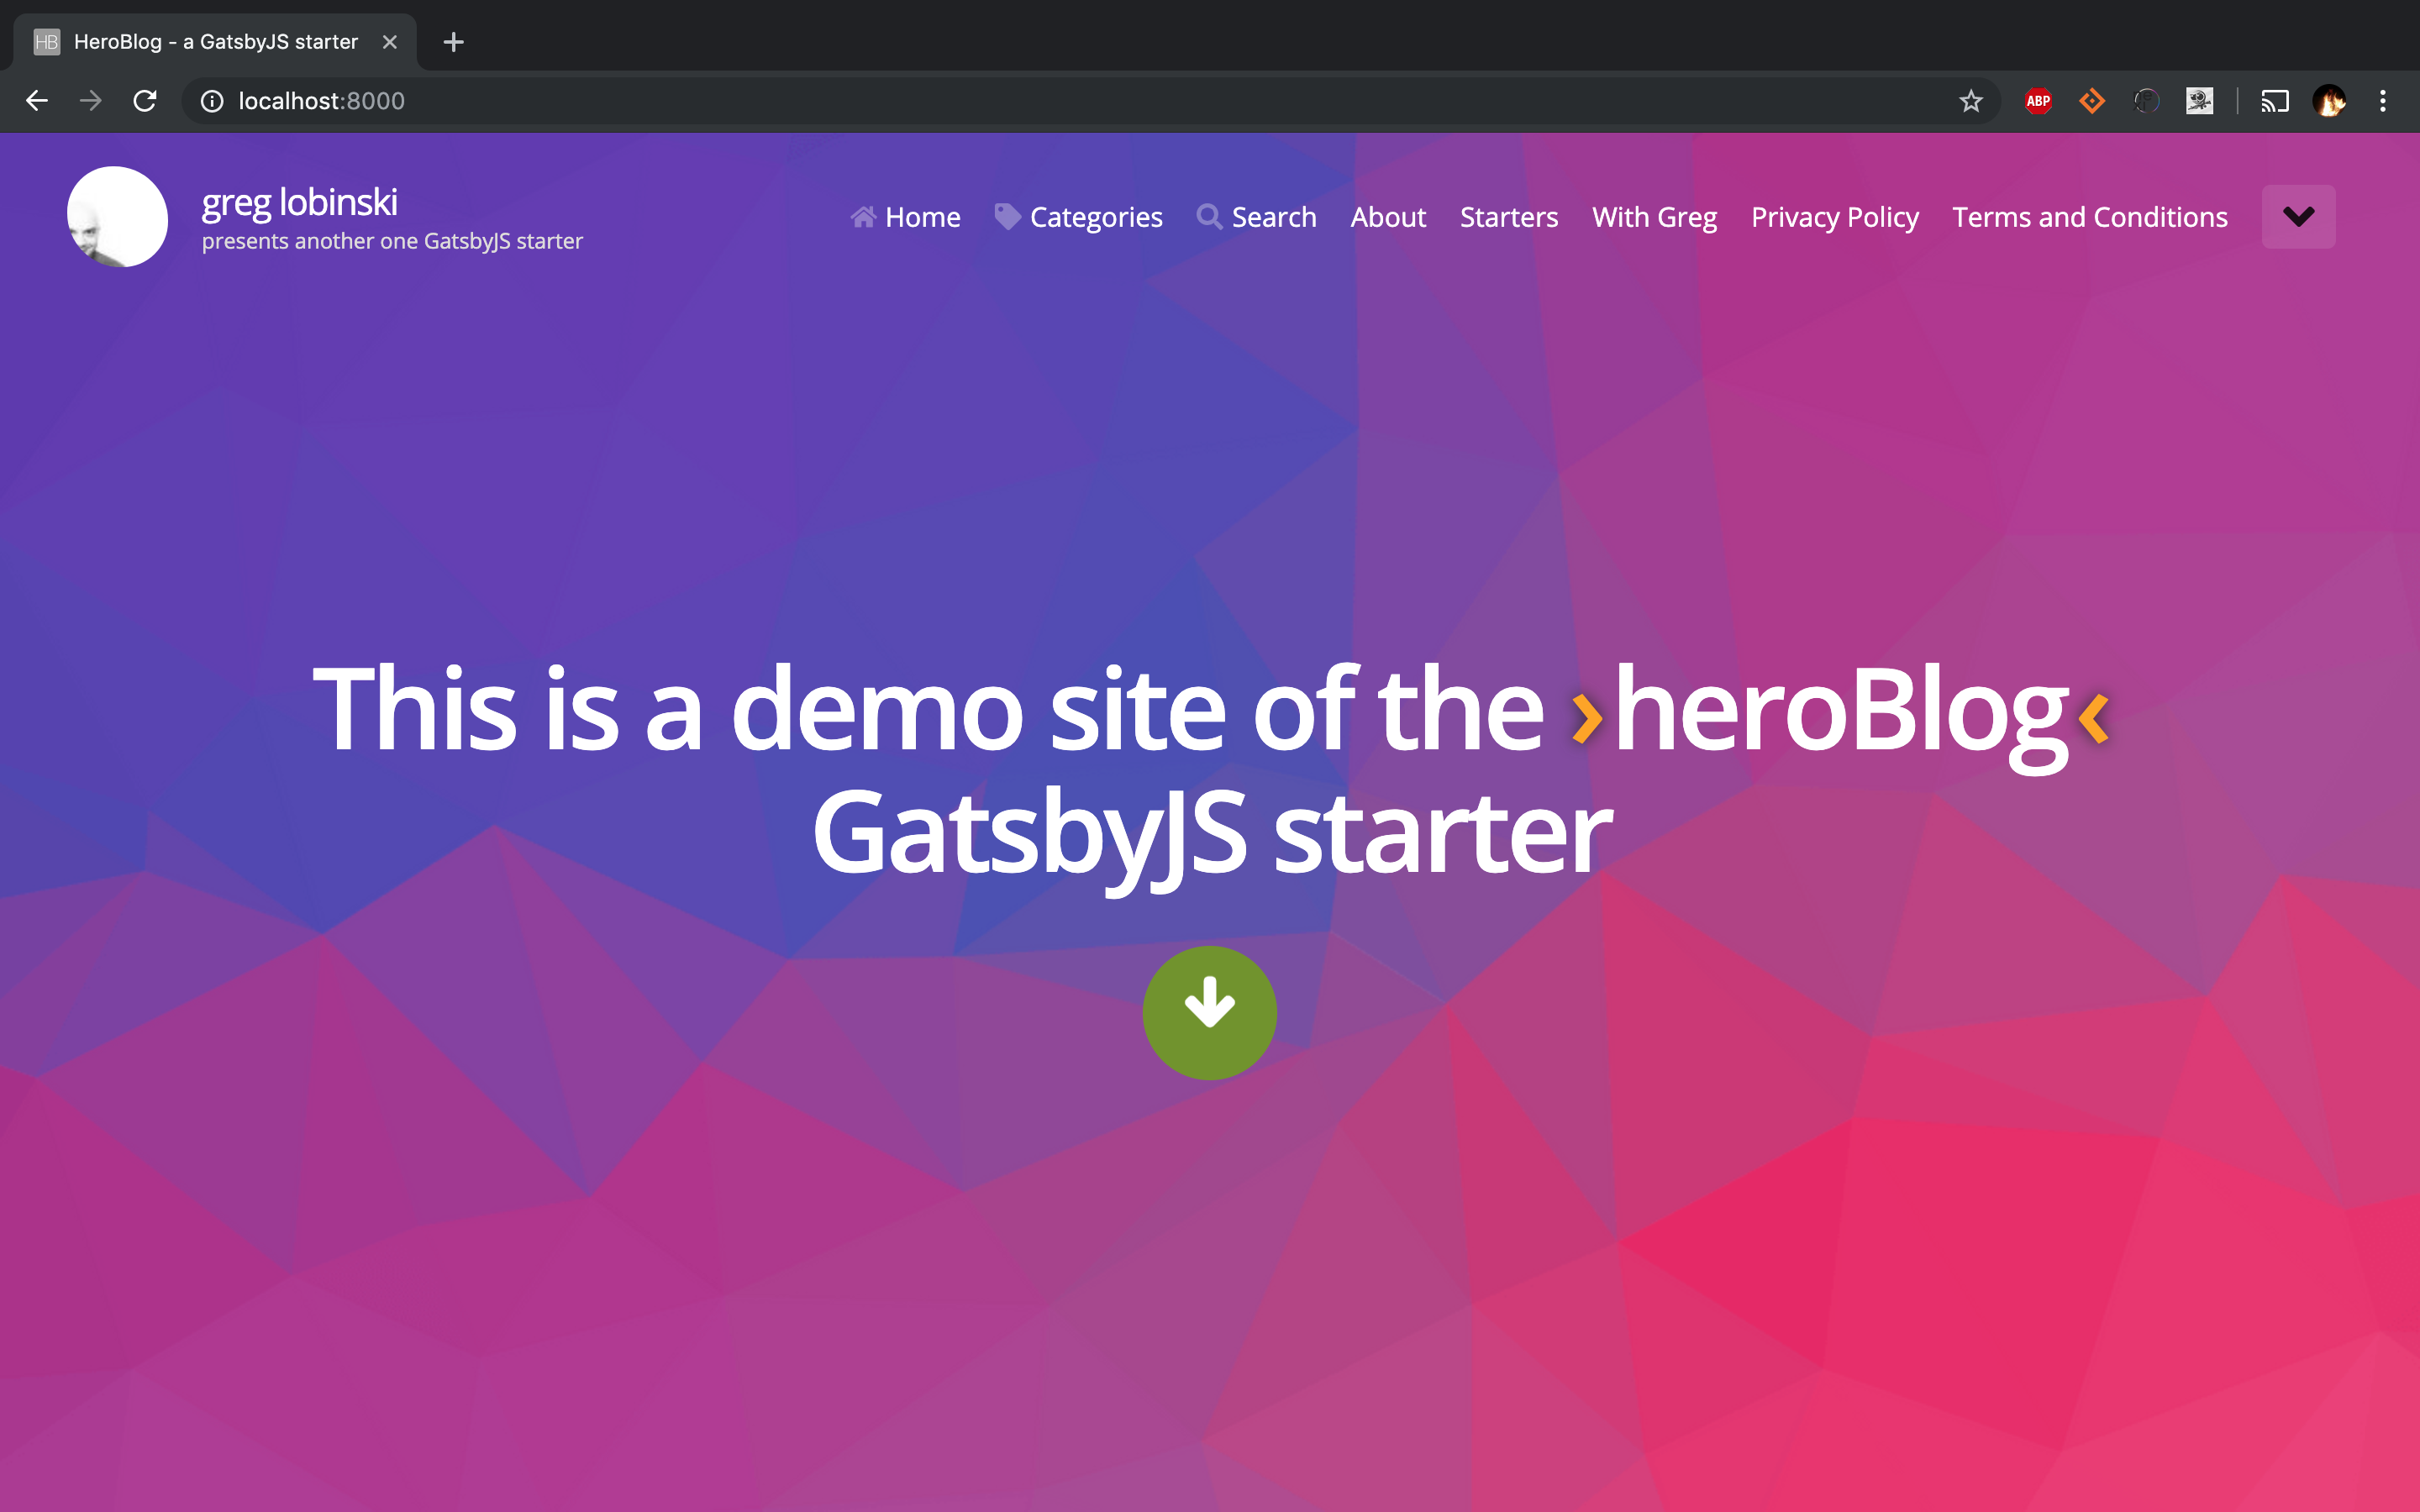 HB HeroBlog - a GatsbyJS starter
localhost:8000
ABP
greg lobinski
presents another one GatsbyJS starter
Home Categories Search About Starters With Greg Privacy Policy Terms and Conditions
This is a demo site of the ›heroBlog‹
GatsbyJS starter